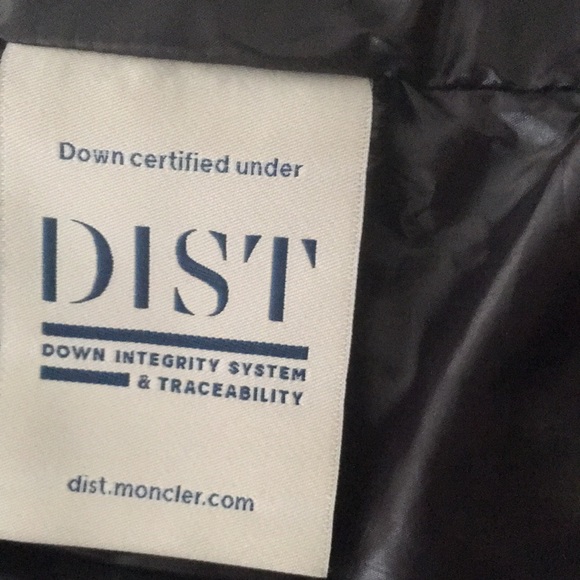 Down certified under
DIST
DOWN INTEGRITY SYSTEM
& TRACEABILITY
dist.moncler.com